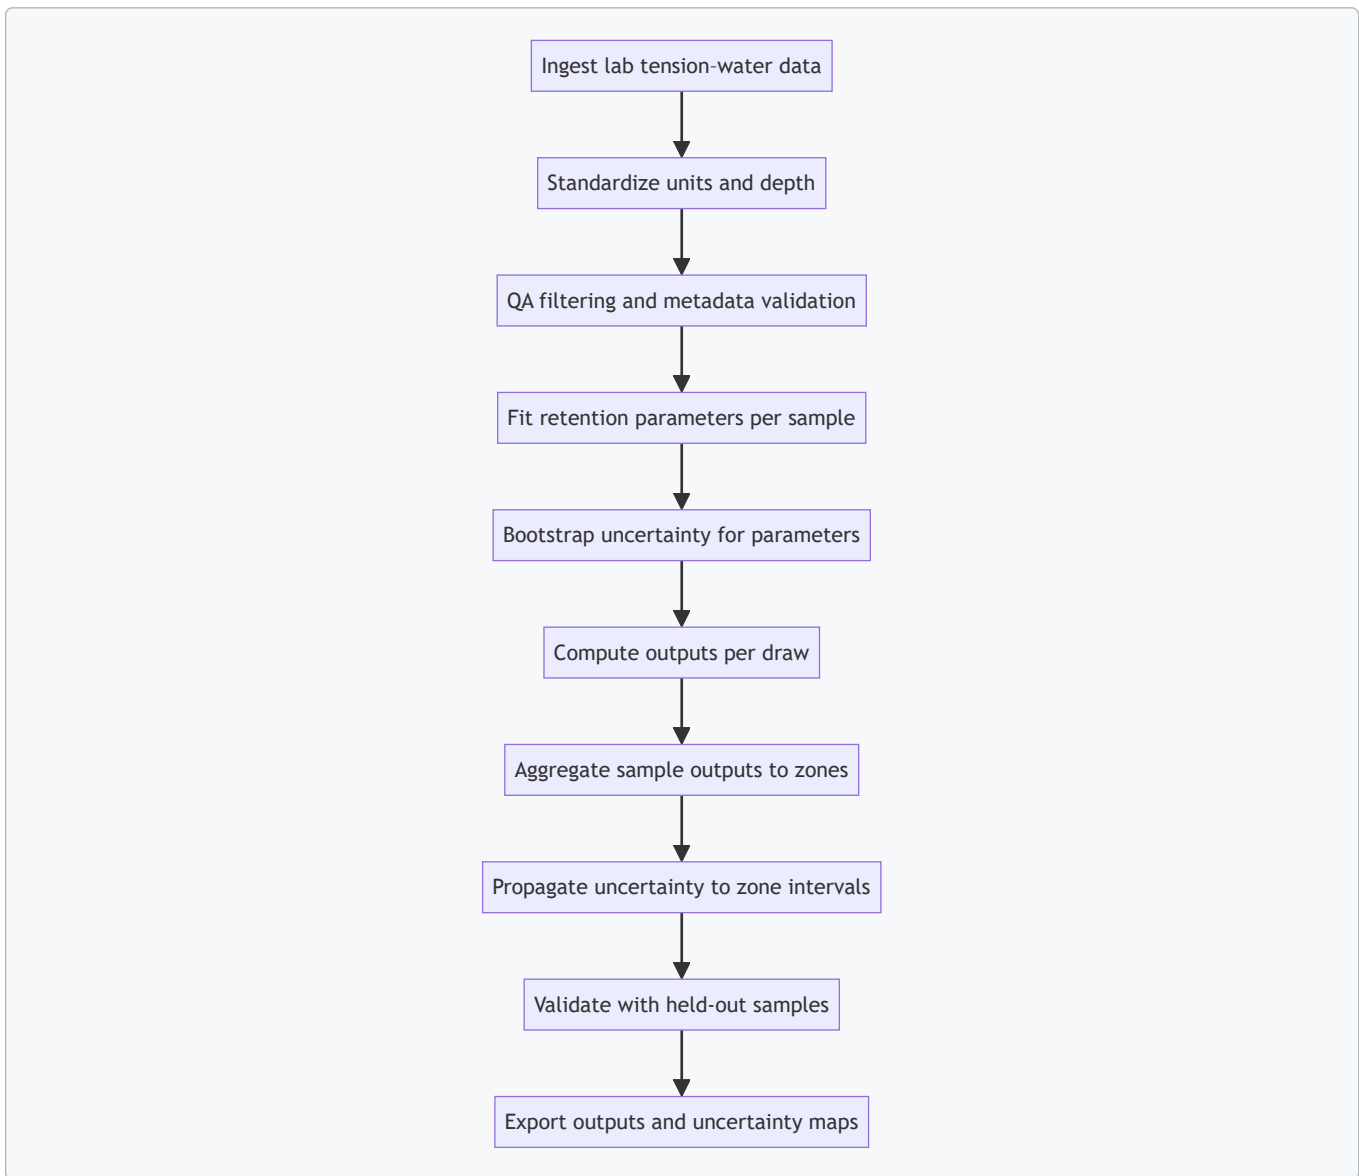 Ingest lab tension-water data
Standardize units and depth
QA filtering and metadata validation
Fit retention parameters per sample
Bootstrap uncertainty for parameters
Compute outputs per draw
Aggregate sample outputs to zones
Propagate uncertainty to zone intervals
Validate with held-out samples
Export outputs and uncertainty maps